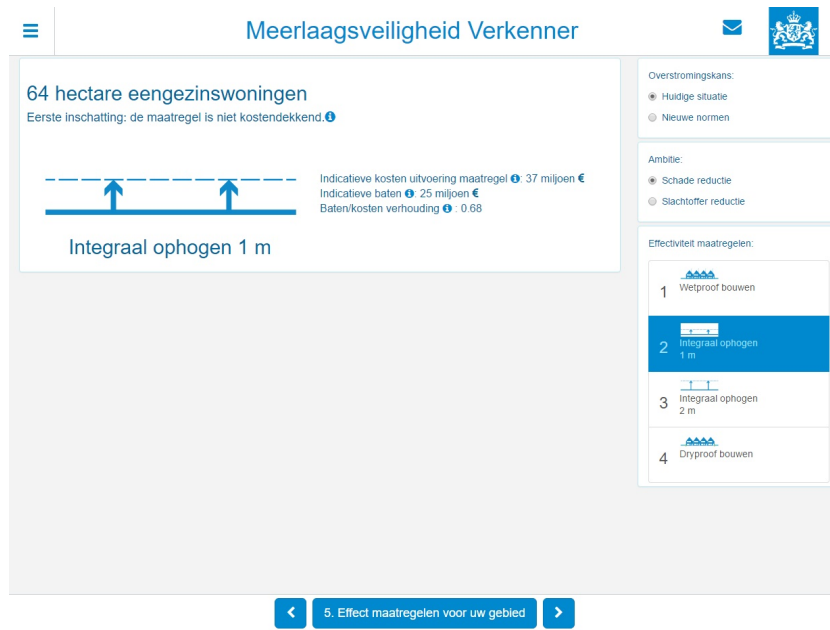 Meerlaagsveiligheid Verkenner
64 hectare eengezinswoningen
Eerste inschatting: de maatregel is niet kostendekkend.
Indicatieve kosten uitvoering maatregel : 37 miljoen €
Indicatieve baten : 25 miljoen €
Baten/kosten verhouding : 0.68
Integraal ophogen 1 m
Overstromingskans:
Huidige situatie
Nieuwe normen
Ambitie:
Schade reductie
Slachtoffer reductie
Effectiviteit maatregelen:
1 Wetproof bouwen
2 Integraal ophogen
1 m
3 Integraal ophogen
2 m
4 Dryproof bouwen
5. Effect maatregelen voor uw gebied